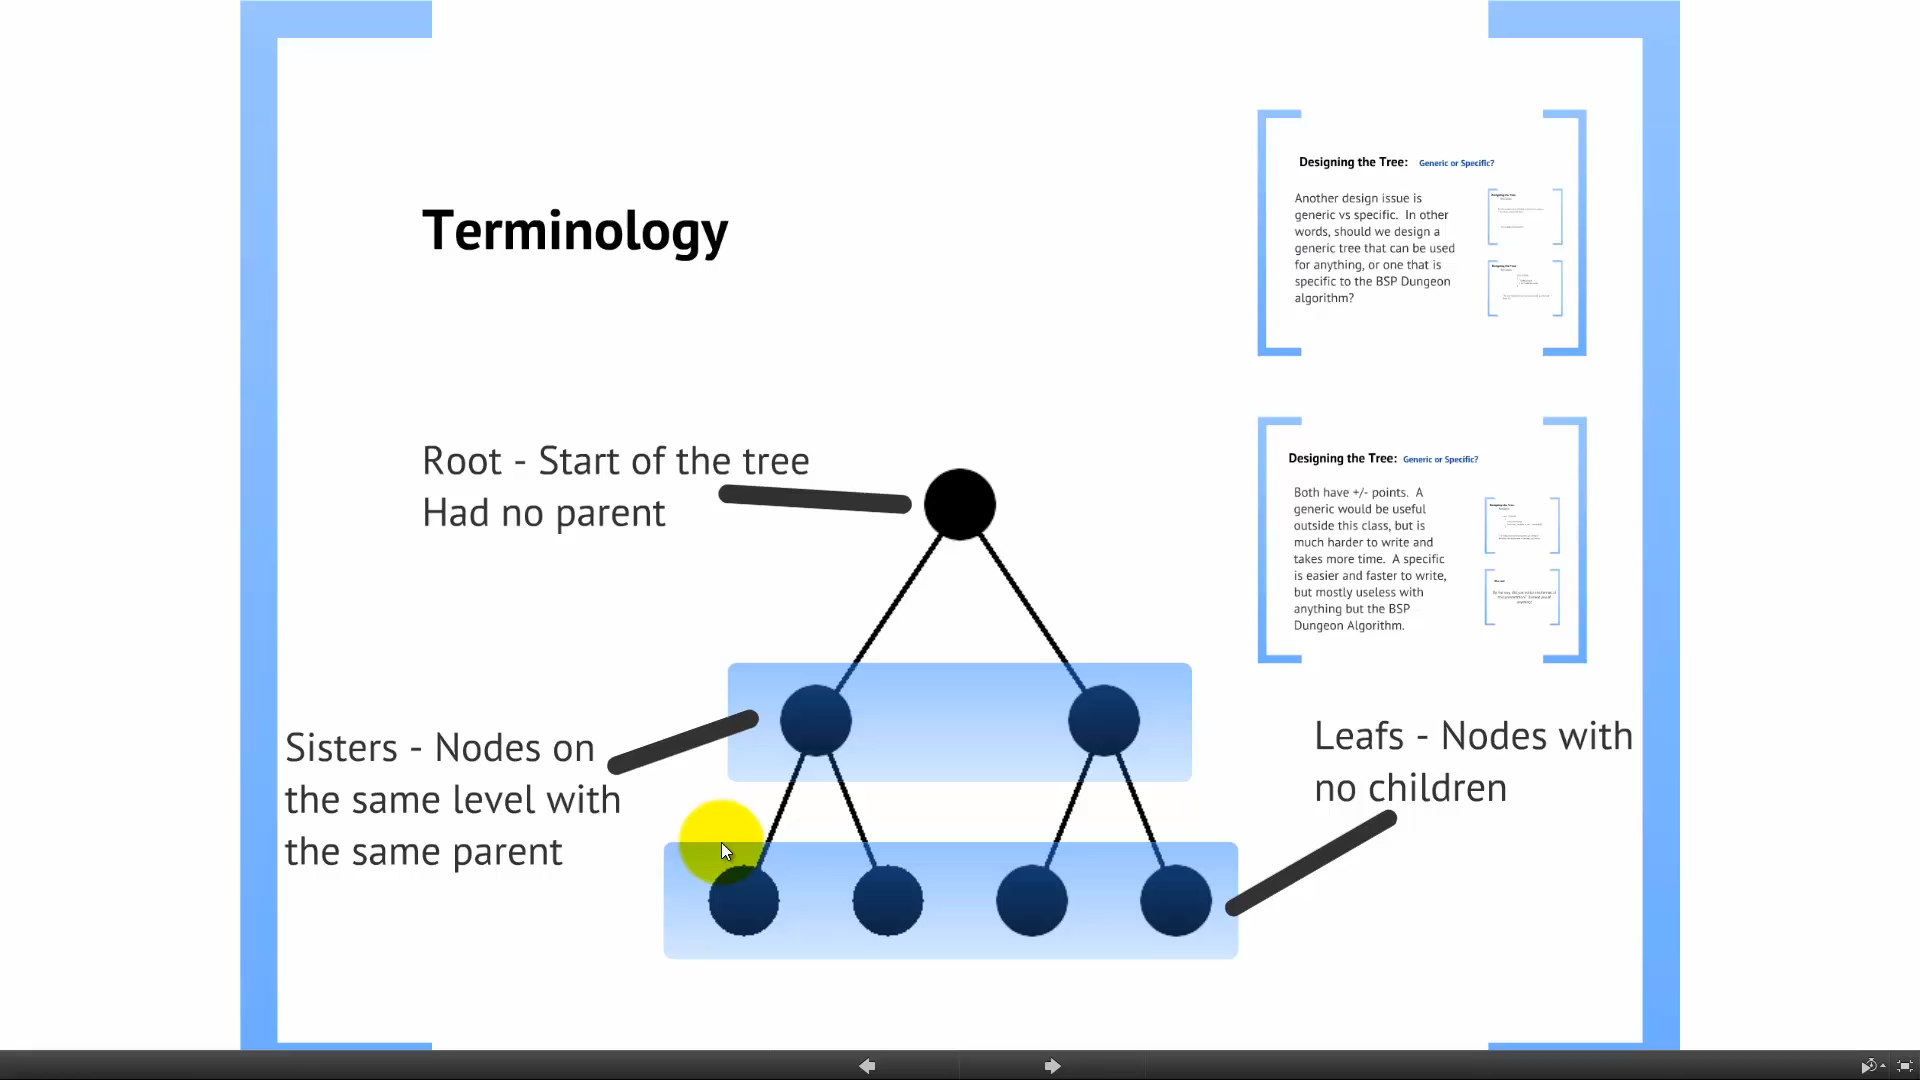 Terminology
Root - Start of the tree
Had no parent
Sisters - Nodes on
the same level with
the same parent
Leafs - Nodes with
no children
Designing the Tree: Generic or Specific?
Another design issue is
generic vs specific. In other
words, should we design a
generic tree that can be used
for anything, or one that is
specific to the BSP Dungeon
algorithm?
Designing the Tree: Generic or Specific?
Both have +/- points. A
generic would be useful
outside this class, but is
much harder to write and
takes more time. A specific
is easier and faster to write,
but mostly useless with
anything but the BSP
Dungeon Algorithm.